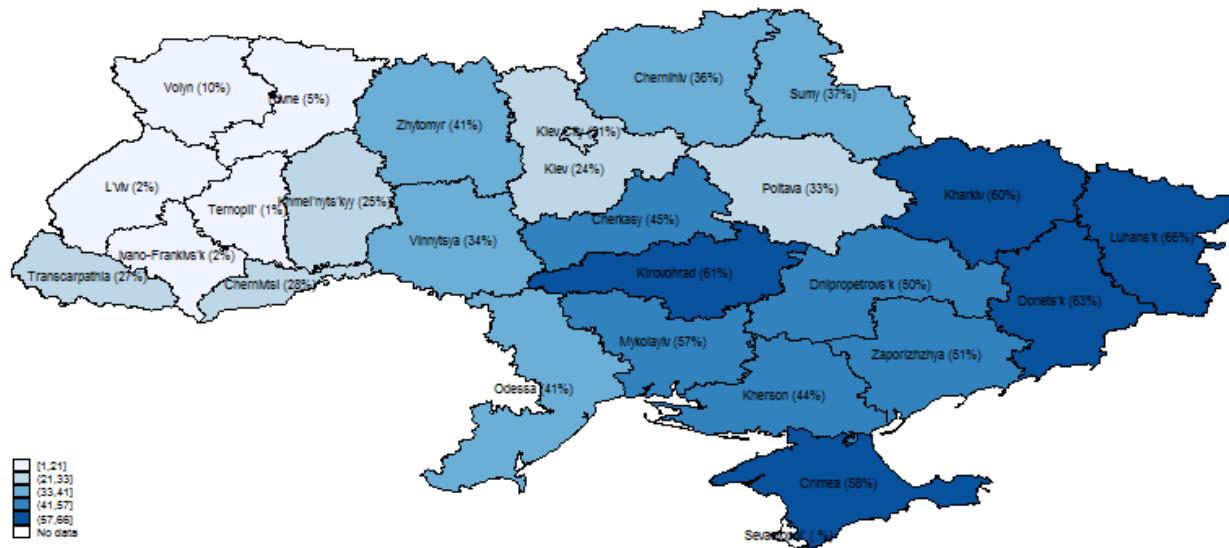 Volyn (10%)
(5%)
Zhytomyr (41%)
Chernihiv (36%)
Sumy (37%)
Kiev City
Kiev (24%)
L'viv (2%)
Ternopil' (1%)
Khmel'nyts'kyy (25%)
Poltava (33%)
Kharkiv (60%)
Cherkasy (45%)
Vinnytsya (34%)
Luhans'k (66%)
Ivano-Frankivs'k (2%)
Transcarpathia (27%)
Chernivtsi (28%)
Kirovohrad (61%)
Dnipropetrovs'k (50%)
Donets'k (63%)
Mykolayiv (57%)
Zaporizhzhya (51%)
Odessa (41%)
Kherson (44%)
Crimea (58%)
(.%)
[1,21]
(21,33]
(33,41]
(41,57]
(57,66]
No data